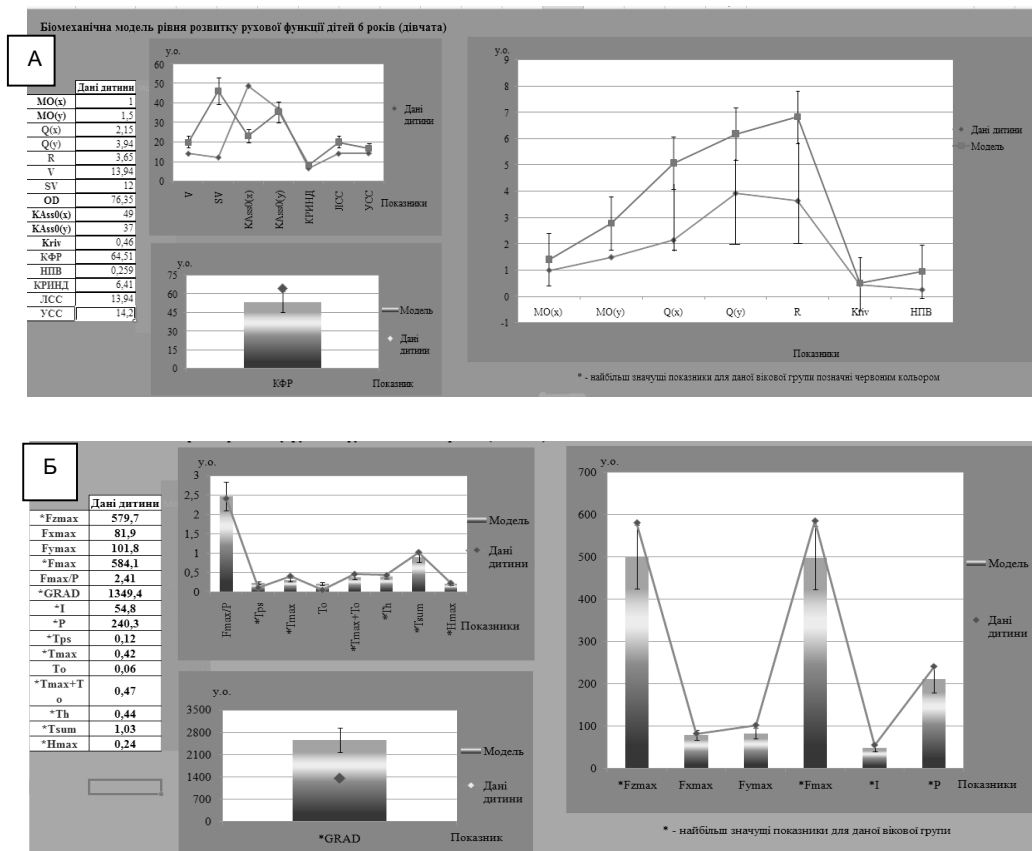 Біомеханічна модель рівня розвитку рухової функції дітей 6 років (дівчата)
А
Дані дитини
MO(x) 1
MO(y) 1,5
Q(x) 2,15
Q(y) 3,94
R 3,65
V 13,94
SV 12
OD 76,35
KAss0(x) 49
KAss0(y) 37
Kriv 0,46
КФР 64,51
НПВ 0,259
КРИНД 6,41
ЛСС 13,94
УСС 14,2
у.о.
60
50
40
30
20
10
0
V
SV
KAss0(x)
KAss0(y)
КРИНД
ЛСС
УСС
Показники
Дані
дитини
у.о.
75
60
45
30
15
0
КФР
Показник
Модель
Дані
дитини
у.о.
9
8
7
6
5
4
3
2
1
0
-1
MO(x) MO(y) Q(x) Q(y) R Kriv НПВ
Показники
Дані дитини
Модель
* - найбільш значущі показники для даної вікової групи позначні червоним кольором
Б
Дані дитини
*Fzmax 579,7
Fxmax 81,9
Fymax 101,8
*Fmax 584,1
Fmax/P 2,41
*GRAD 1349,4
*I 54,8
*P 240,3
*Tps 0,12
*Tmax 0,42
To 0,06
*Tmax+T
o 0,47
*Th 0,44
*Tsum 1,03
*Hmax 0,24
у.о.
3
2,5
2
1,5
1
0,5
0
Fmax/P
*Tps
*Tmax
To
*Tmax+To
*Th
*Tsum
*Hmax
Показники
Модель
Дані
дитини
у.о.
3500
2800
2100
1400
700
0
*GRAD
Показник
Модель
Дані
дитини
у.о.
700
600
500
400
300
200
100
0
*Fzmax Fxmax Fymax *Fmax *I *P Показники
Модель
Дані
дитини
* - найбільш значущі показники для даної вікової групи